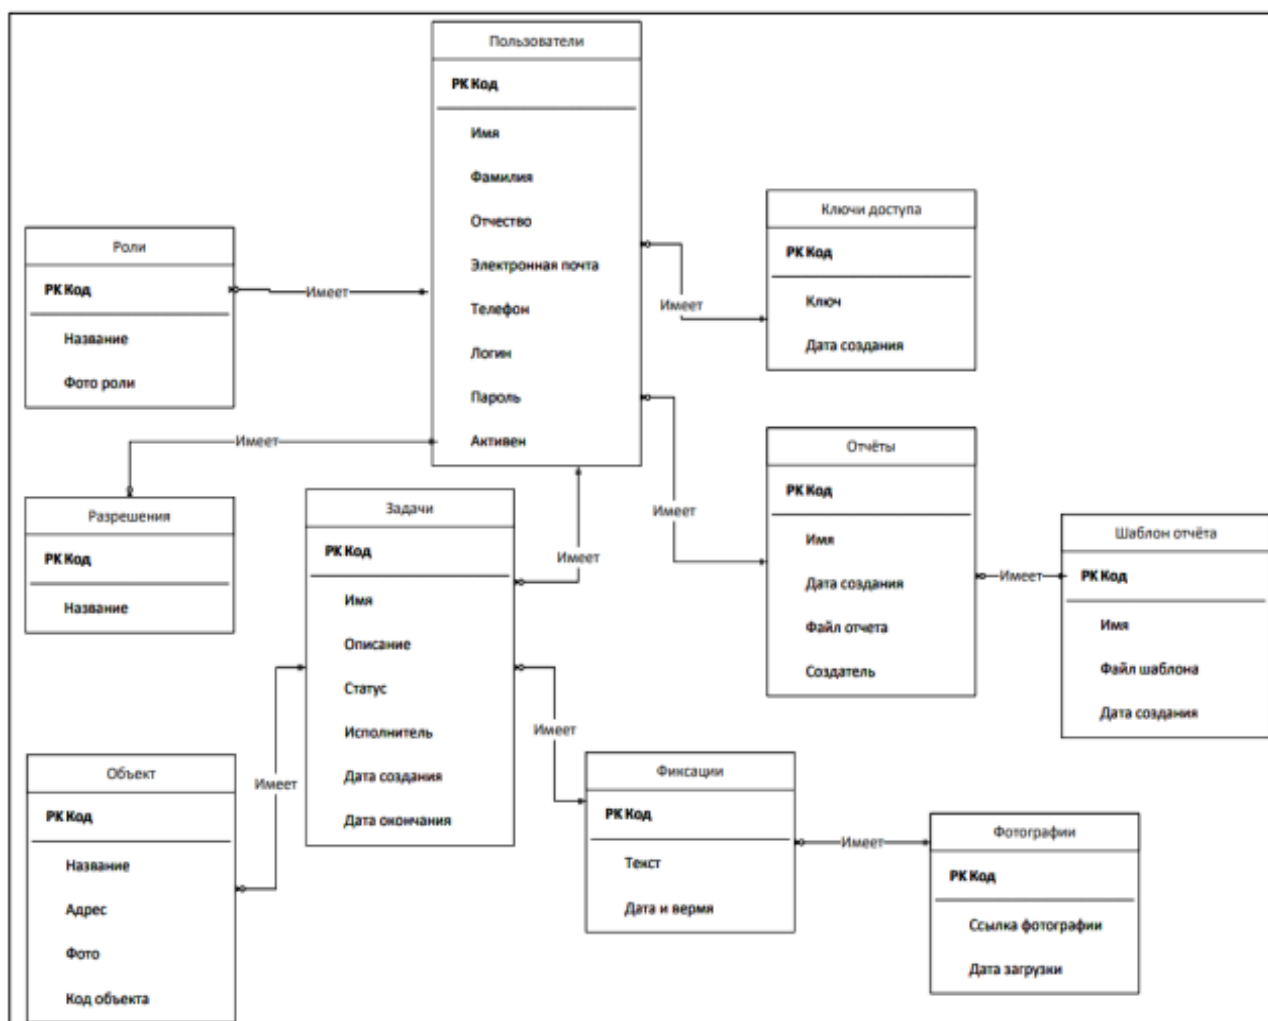 Пользователи
PK Код
Имя
Фамилия
Отчество
Электронная почта
Телефон
Логин
Пароль
Активен
Роли
PK Код
Название
Фото роли
Имеет
Ключи доступа
PK Код
Ключ
Дата создания
Имеет
Имеет
Разрешения
PK Код
Название
Задачи
PK Код
Имя
Описание
Статус
Исполнитель
Дата создания
Дата окончания
Имеет
Имеет
Отчёты
PK Код
Имя
Дата создания
Файл отчета
Создатель
Имеет
Шаблон отчёта
PK Код
Имя
Файл шаблона
Дата создания
Объект
PK Код
Название
Адрес
Фото
Код объекта
Имеет
Имеет
Фиксации
PK Код
Текст
Дата и вермя
Имеет
Фотографии
PK Код
Ссылка фотографии
Дата загрузки